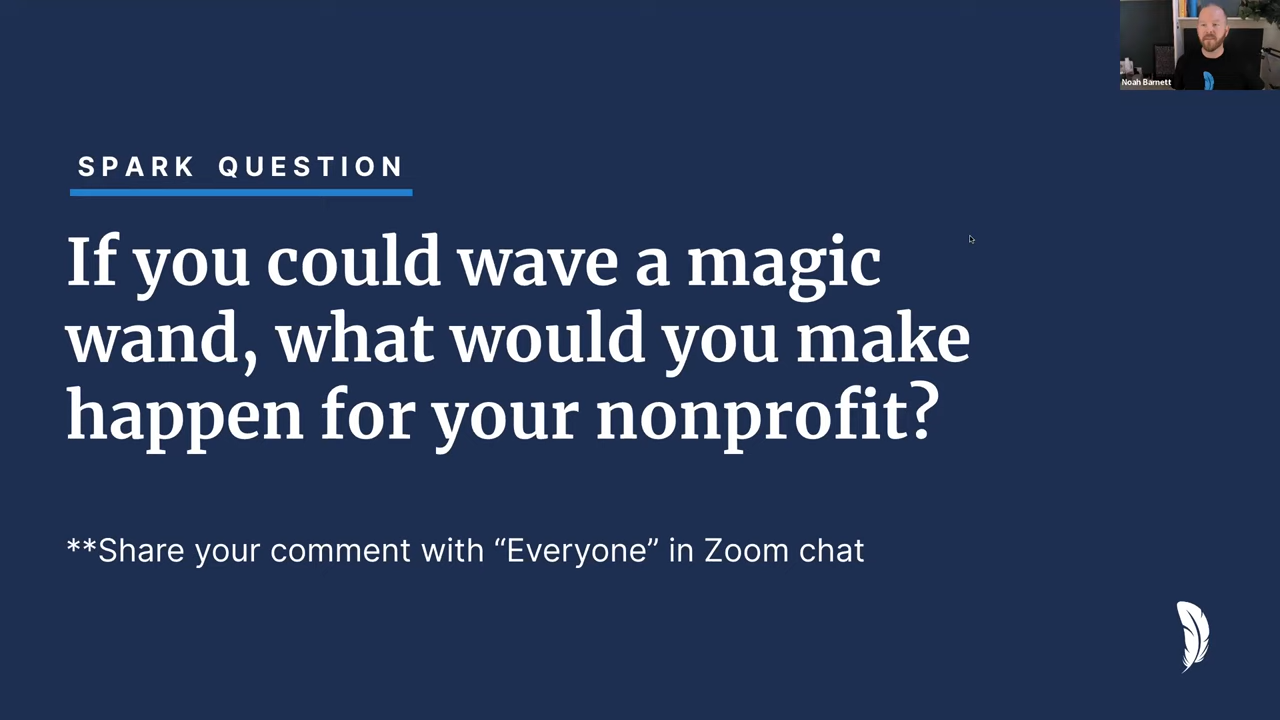 Noah Barnett
SPARK QUESTION
If you could wave a magic
wand, what would you make
happen for your nonprofit?
**Share your comment with “Everyone” in Zoom chat